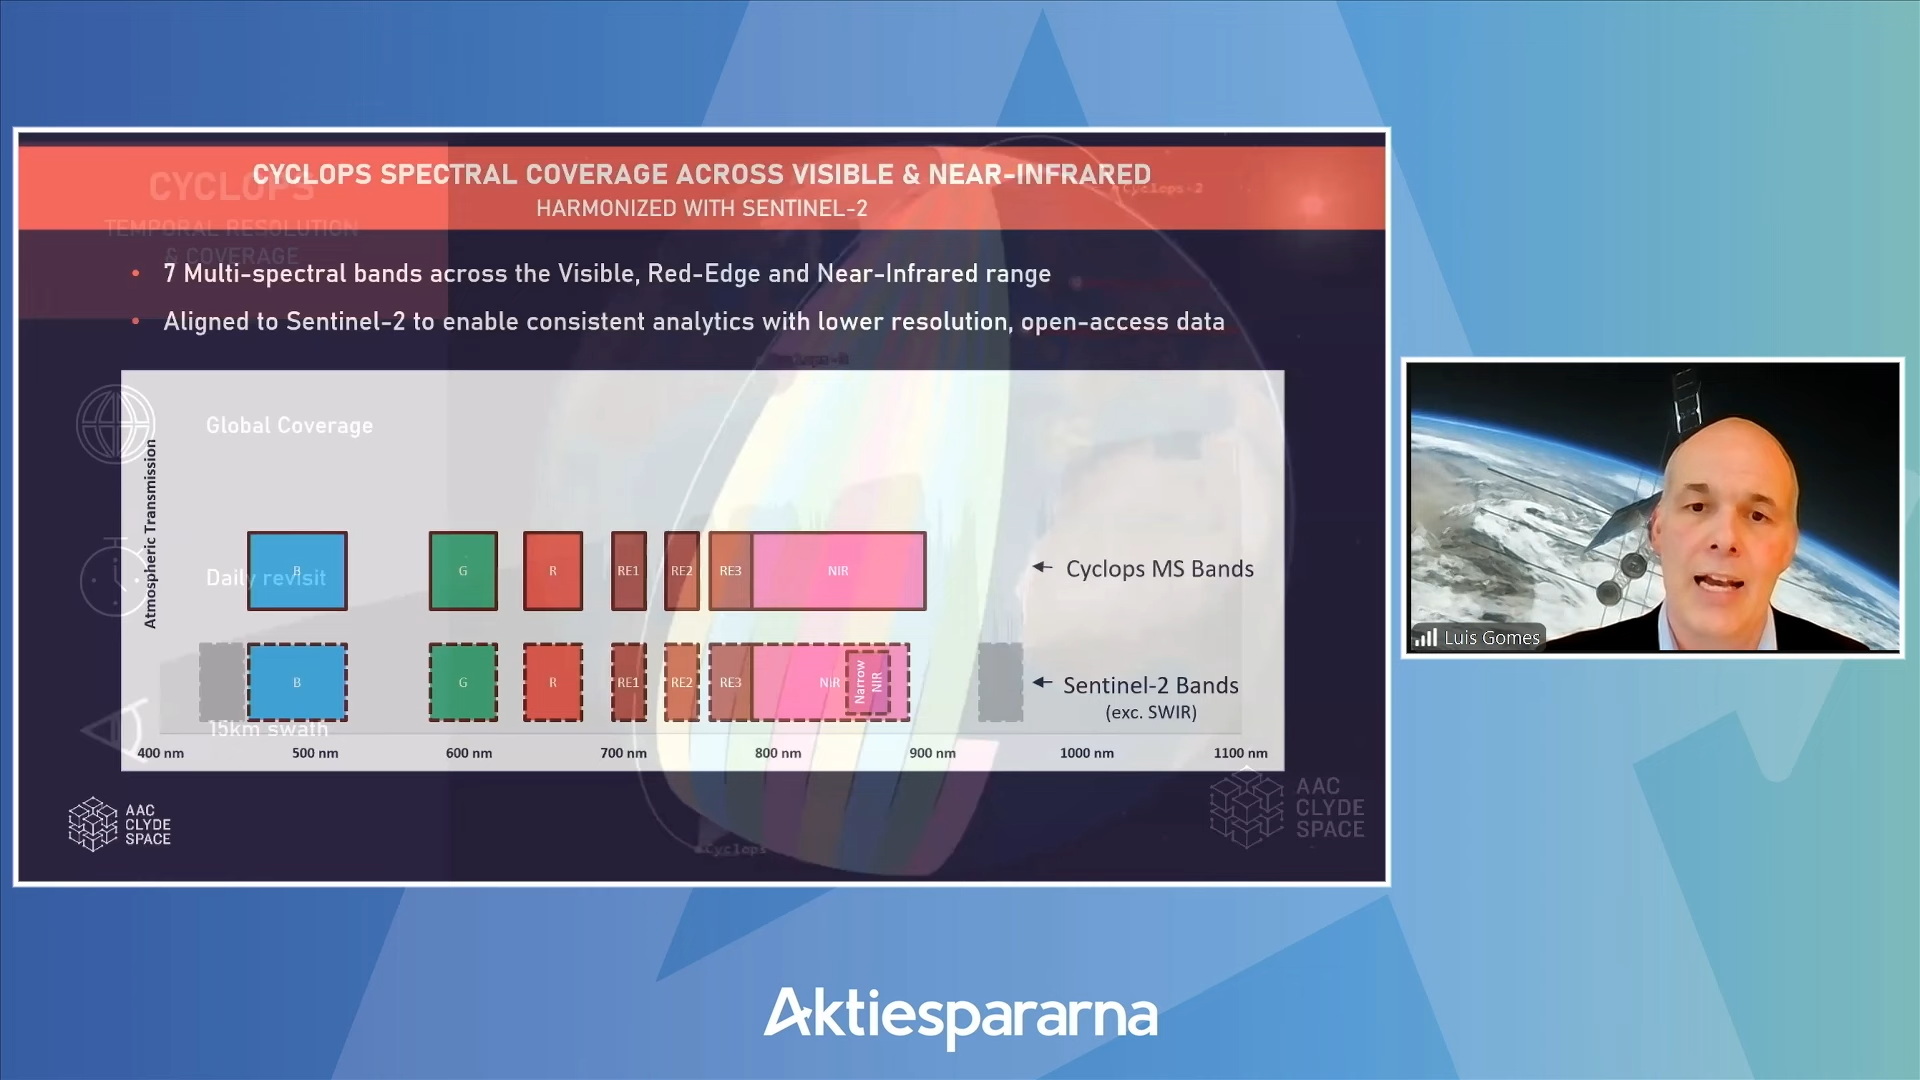 CYCLOPS SPECTRAL COVERAGE ACROSS VISIBLE & NEAR-INFRARED
HARMONIZED WITH SENTINEL-2
CYCLOPS
TEMPORAL RESOLUTION
& COVERAGE
Cyclops-2
• 7 Multi-spectral bands across the Visible, Red-Edge and Near-Infrared range
• Aligned to Sentinel-2 to enable consistent analytics with lower resolution, open-access data
Global Coverage
Daily revisit
15km swath
Atmospheric Transmission
B G R RE1 RE2 RE3 NIR
Cyclops MS Bands
B G R RE1 RE2 RE3 NIR Narrow NIR
Sentinel-2 Bands
(exc. SWIR)
400 nm 500 nm 600 nm 700 nm 800 nm 900 nm 1000 nm 1100 nm
Cyclops
AAC
CLYDE
SPACE
AAC
CLYDE
SPACE
Luis Gomes
Aktiespararna